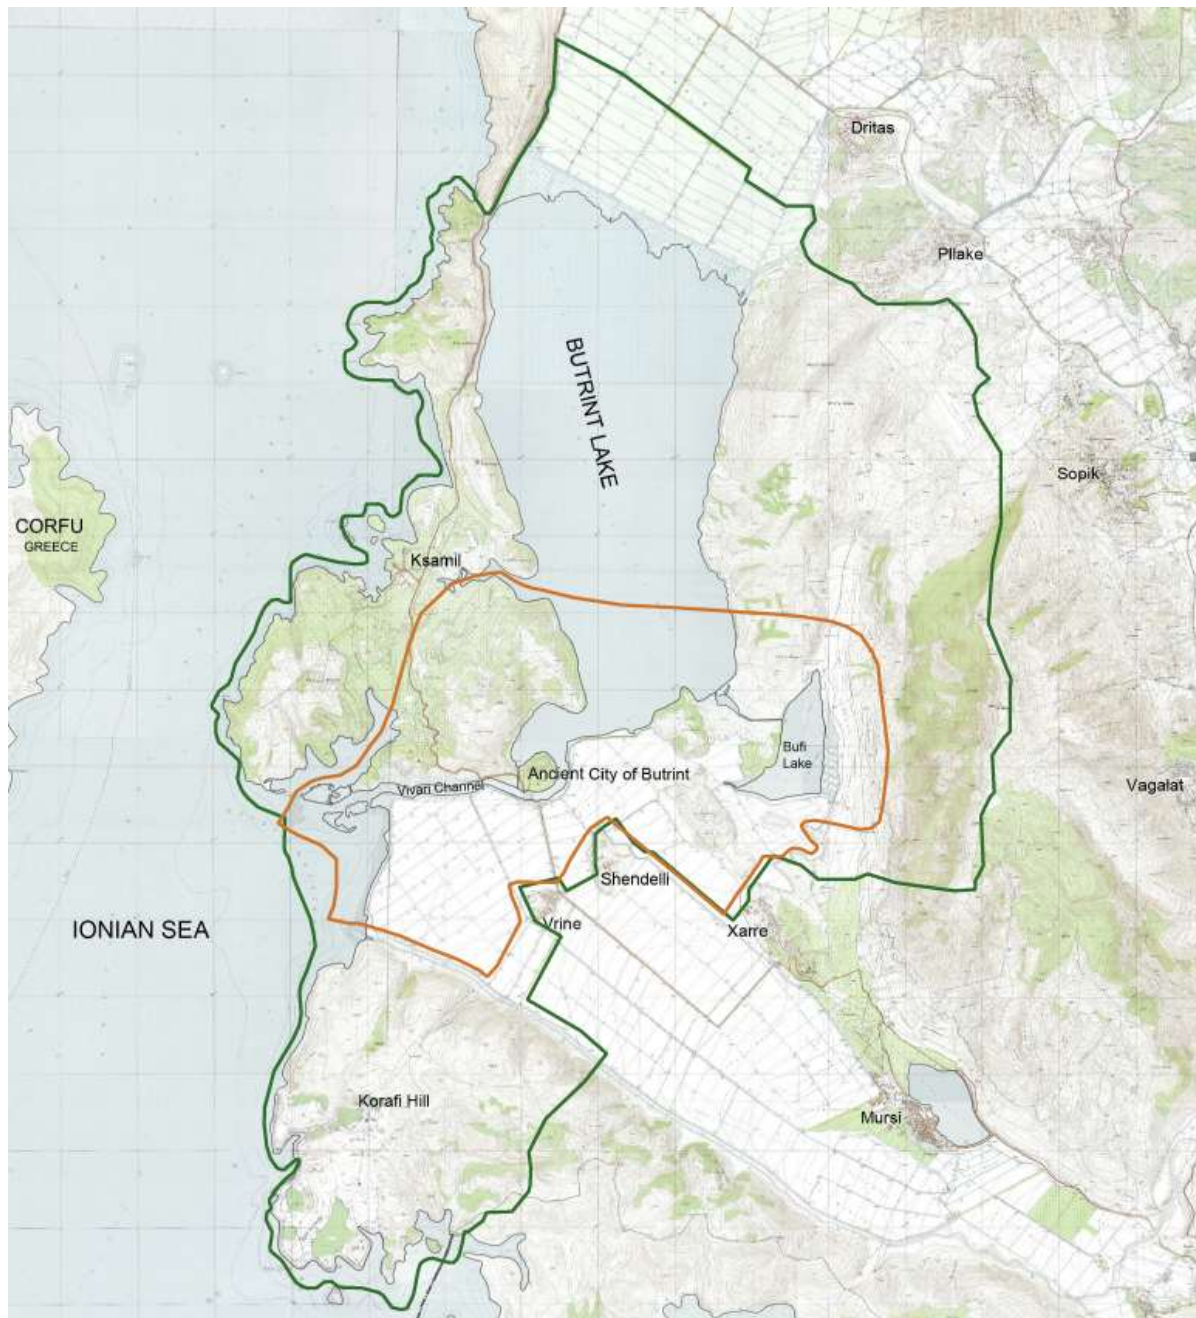 Dritas
Pllake
BUTRINT LAKE
Sopik
CORFU
GREECE
Ksamil
Bufi
Lake
Ancient City of Butrint
Vivari Channel
Vagalat
Shendelli
IONIAN SEA
Vrine
Xarre
Korafi Hill
Mursi